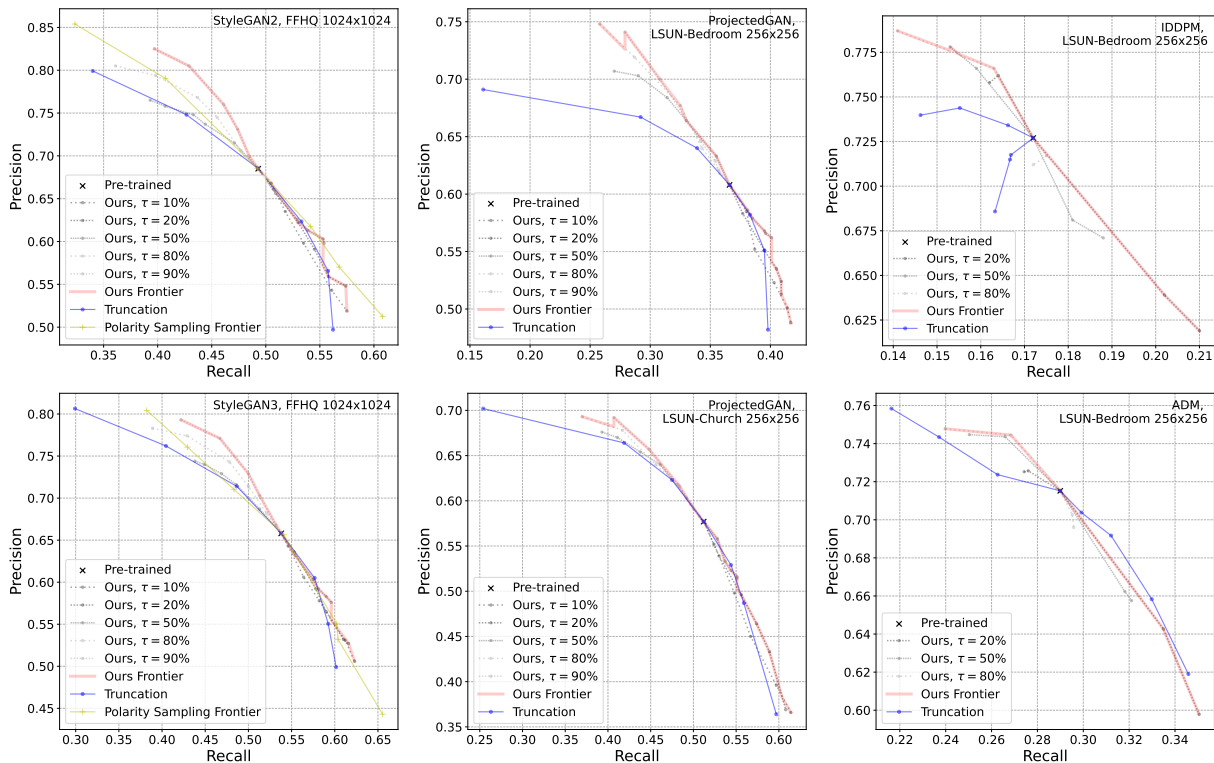 StyleGAN2, FFHQ 1024x1024
Precision
0.85
0.80
0.75
0.70
0.65
0.60
0.55
0.50
Pre-trained
Ours, τ = 10%
Ours, τ = 20%
Ours, τ = 50%
Ours, τ = 80%
Ours, τ = 90%
Ours Frontier
Truncation
Polarity Sampling Frontier
0.35 0.40 0.45 0.50 0.55 0.60
Recall
ProjectedGAN,
LSUN-Bedroom 256x256
Precision
0.75
0.70
0.65
0.60
0.55
0.50
Pre-trained
Ours, τ = 10%
Ours, τ = 20%
Ours, τ = 50%
Ours, τ = 80%
Ours, τ = 90%
Ours Frontier
Truncation
0.15 0.20 0.25 0.30 0.35 0.40
Recall
IDDPM,
LSUN-Bedroom 256x256
Precision
0.775
0.750
0.725
0.700
0.675
0.650
0.625
Pre-trained
Ours, τ = 20%
Ours, τ = 50%
Ours, τ = 80%
Ours Frontier
Truncation
0.14 0.15 0.16 0.17 0.18 0.19 0.20 0.21
Recall
StyleGAN3, FFHQ 1024x1024
Precision
0.80
0.75
0.70
0.65
0.60
0.55
0.50
0.45
Pre-trained
Ours, τ = 10%
Ours, τ = 20%
Ours, τ = 50%
Ours, τ = 80%
Ours, τ = 90%
Ours Frontier
Truncation
Polarity Sampling Frontier
0.30 0.35 0.40 0.45 0.50 0.55 0.60 0.65
Recall
ProjectedGAN,
LSUN-Church 256x256
Precision
0.70
0.65
0.60
0.55
0.50
0.45
0.40
0.35
Pre-trained
Ours, τ = 10%
Ours, τ = 20%
Ours, τ = 50%
Ours, τ = 80%
Ours, τ = 90%
Ours Frontier
Truncation
0.25 0.30 0.35 0.40 0.45 0.50 0.55 0.60 0.65
Recall
ADM,
LSUN-Bedroom 256x256
Precision
0.76
0.74
0.72
0.70
0.68
0.66
0.64
0.62
0.60
Pre-trained
Ours, τ = 20%
Ours, τ = 50%
Ours, τ = 80%
Ours Frontier
Truncation
0.22 0.24 0.26 0.28 0.30 0.32 0.34
Recall